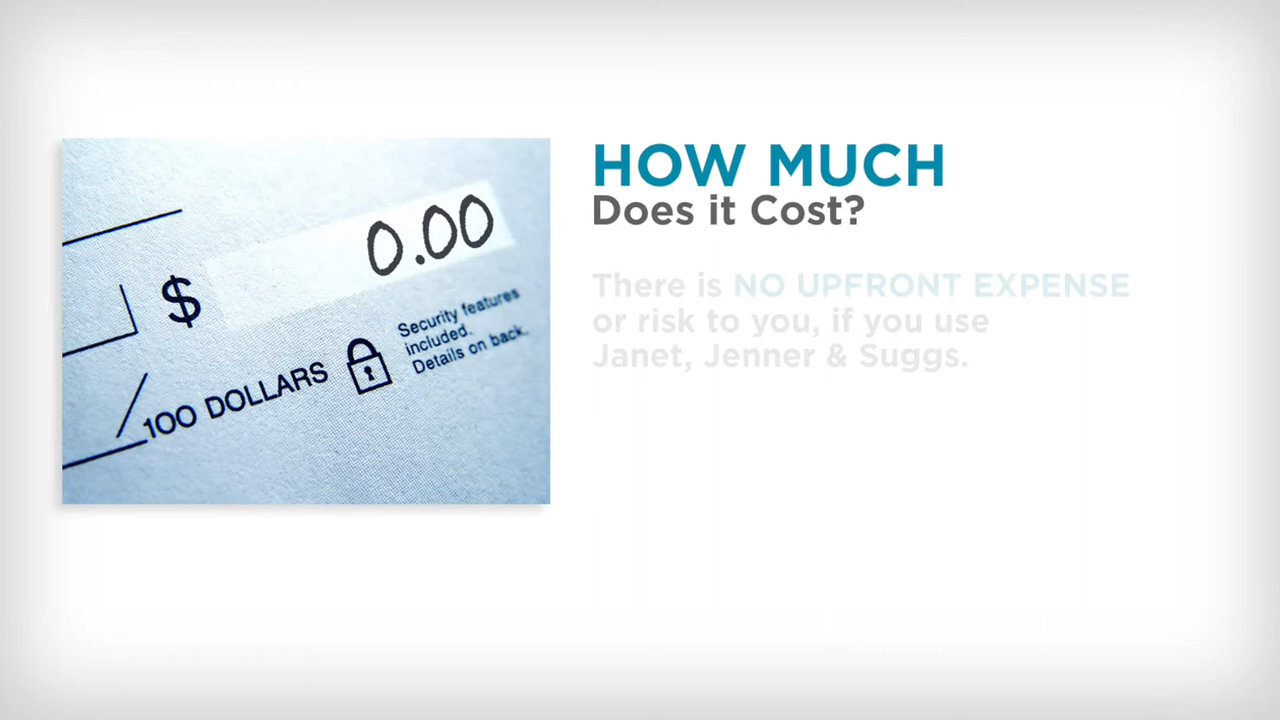 HOW MUCH
Does it Cost?
There is NO UPFRONT EXPENSE
or risk to you, if you use
Janet, Jenner & Suggs.
0.00
$
Security features
included.
Details on back.
/100 DOLLARS